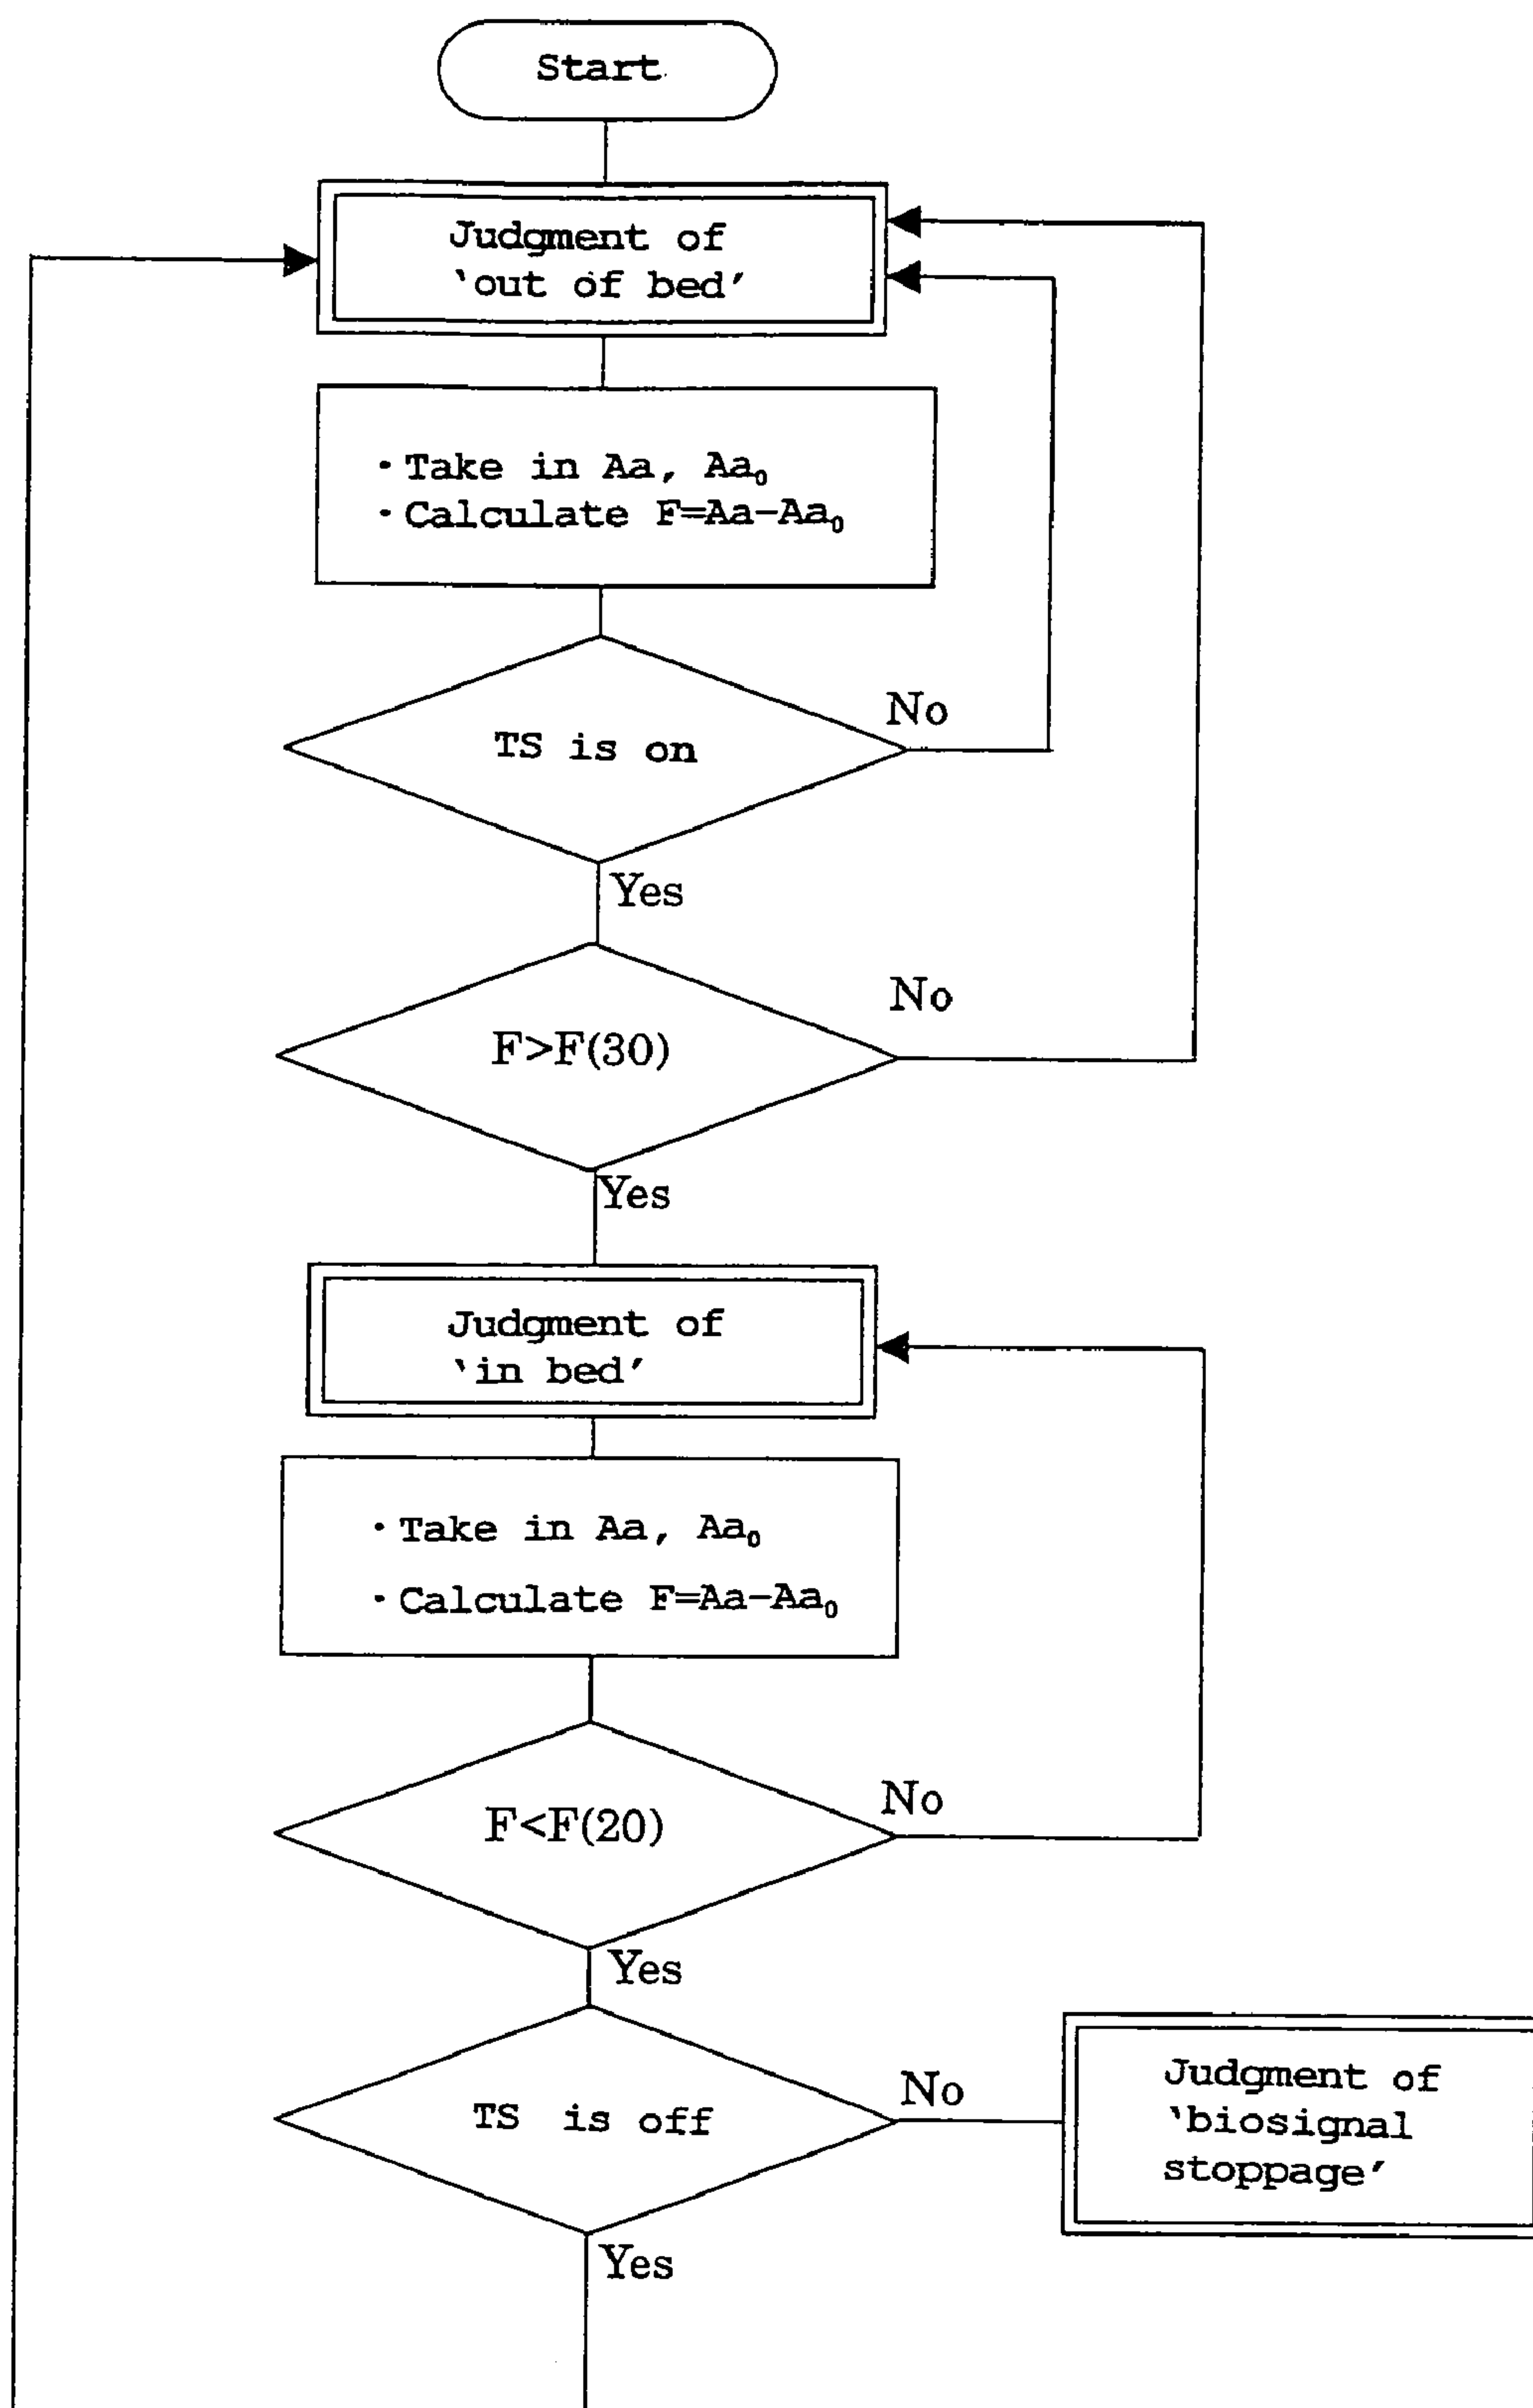 Start
Judgment of
‵out of bed′
・Take in Aa, Aa₀
・Calculate F=Aa-Aa₀
No
TS is on
Yes
No
F>F(30)
Yes
Judgment of
‵in bed′
・Take in Aa, Aa₀
・Calculate F=Aa-Aa₀
No
F<F(20)
Yes
No
TS is off
Judgment of
‵biosignal
stoppage′
Yes